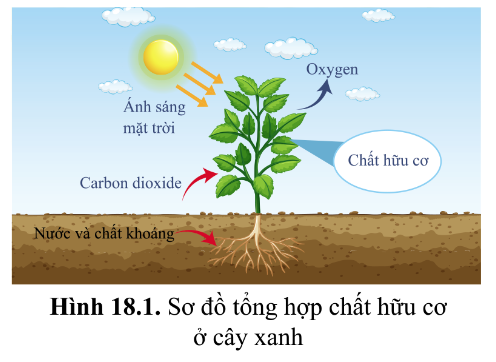 Oxygen
Ánh sáng
mặt trời
Chất hữu cơ
Carbon dioxide
Nước và chất khoáng
Hình 18.1. Sơ đồ tổng hợp chất hữu cơ
ở cây xanh